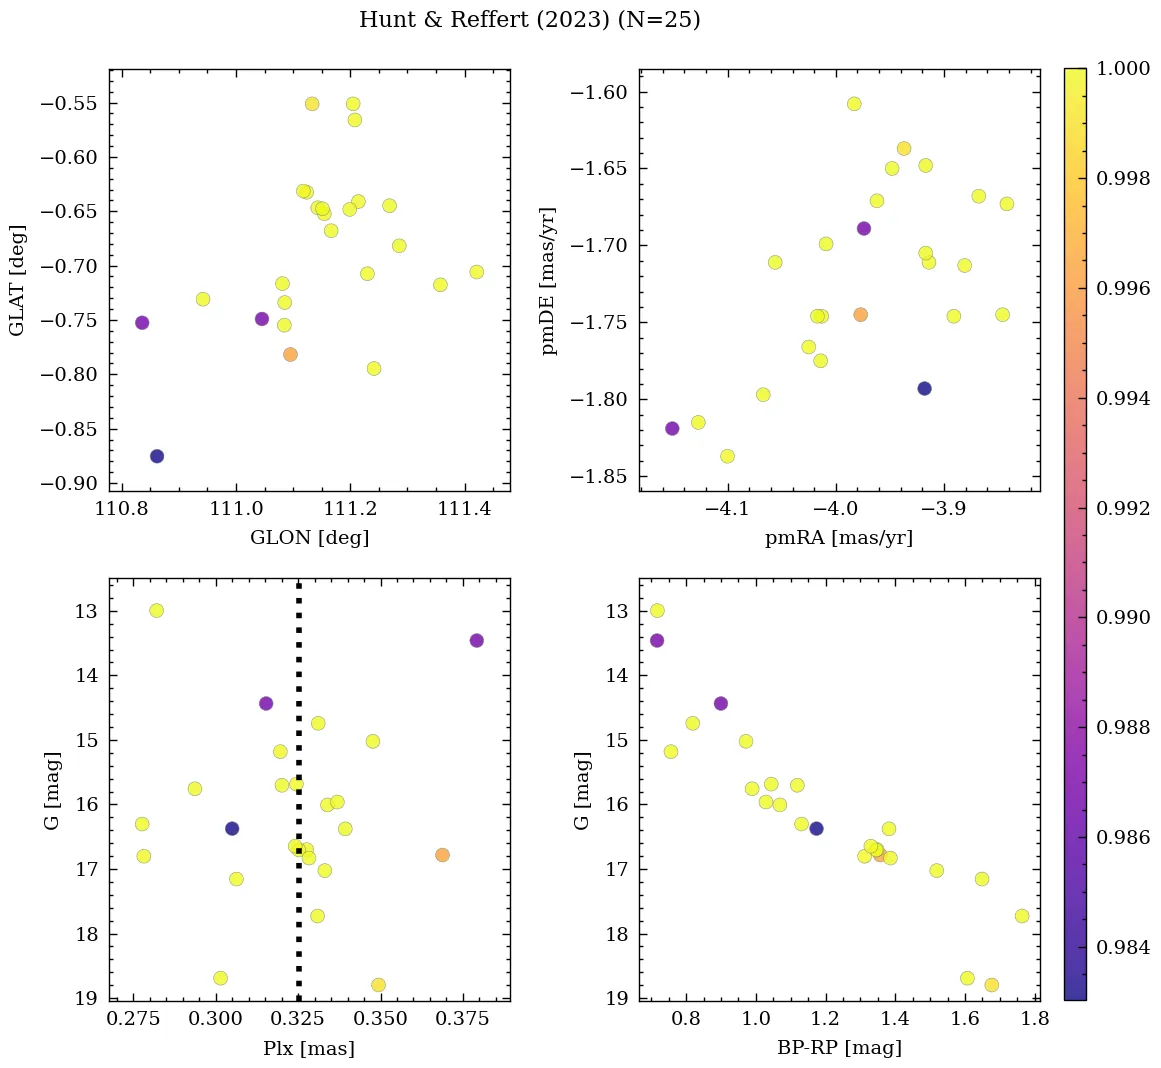 Hunt & Reffert (2023) (N=25)
−0.55
−0.60
−0.65
−0.70
−0.75
−0.80
−0.85
−0.90
GLAT [deg]
110.8 111.0 111.2 111.4
GLON [deg]
−1.60
−1.65
−1.70
−1.75
−1.80
−1.85
pmDE [mas/yr]
−4.1 −4.0 −3.9
pmRA [mas/yr]
13
14
15
16
17
18
19
G [mag]
0.275 0.300 0.325 0.350 0.375
Plx [mas]
13
14
15
16
17
18
19
G [mag]
0.8 1.0 1.2 1.4 1.6 1.8
BP-RP [mag]
1.000
0.998
0.996
0.994
0.992
0.990
0.988
0.986
0.984